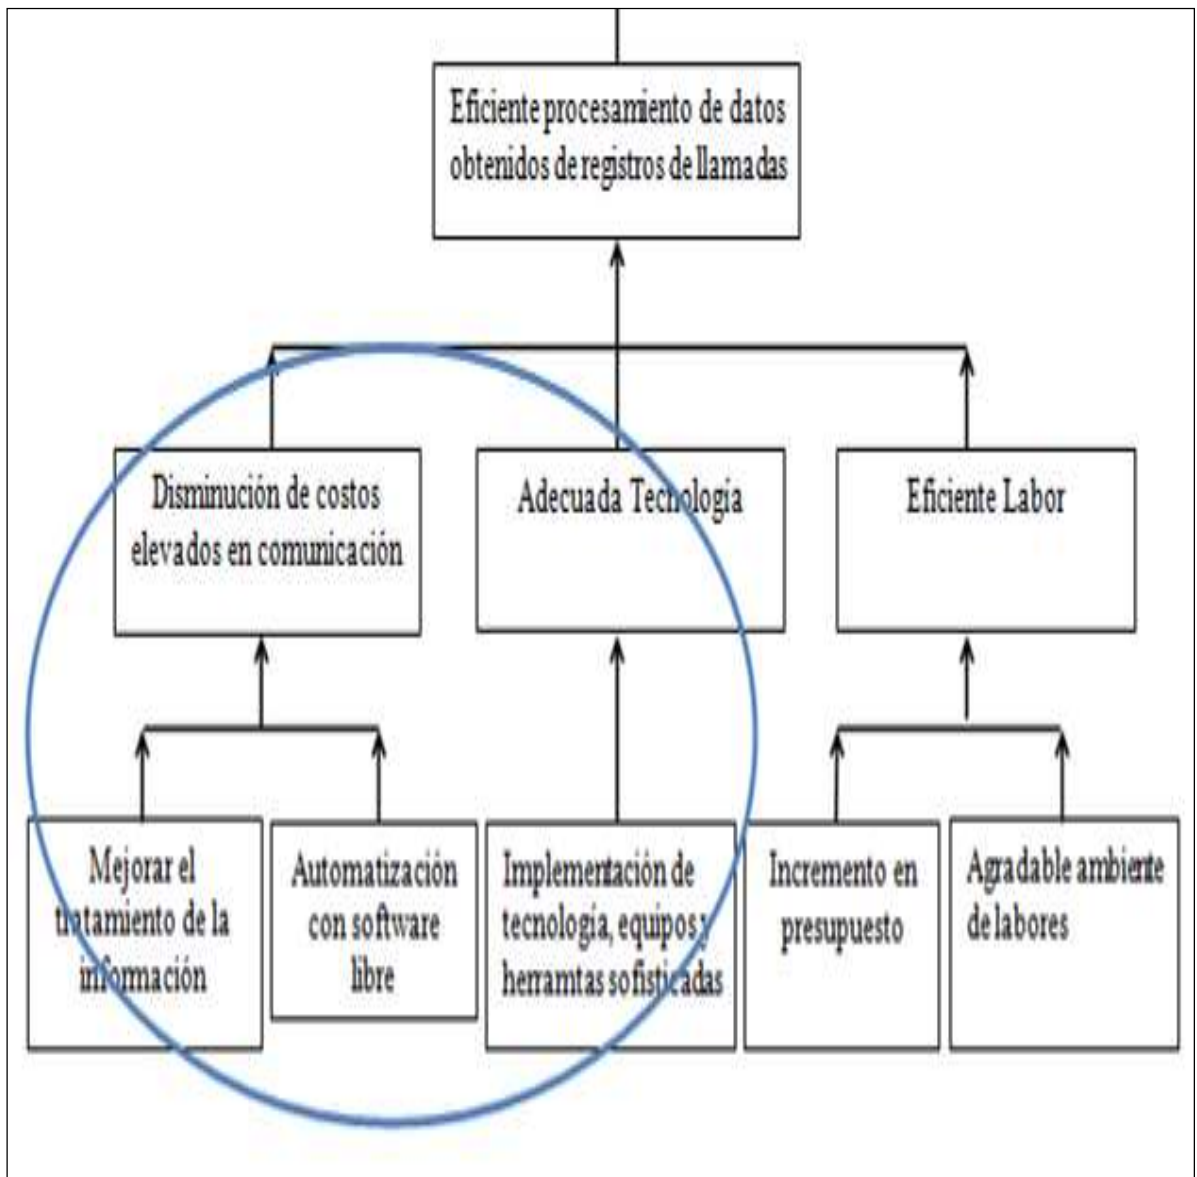 Eficiente procesamiento de datos
obtenidos de registros de llamadas
Disminución de costos
elevados en comunicación
Adecuada Tecnología
Eficiente Labor
Mejorar el
tratamiento de la
información
Automatización
con software
libre
Implementación de
tecnología, equipos y
herramtas sofisticadas
Incremento en
presupuesto
Agradable ambiente
de labores